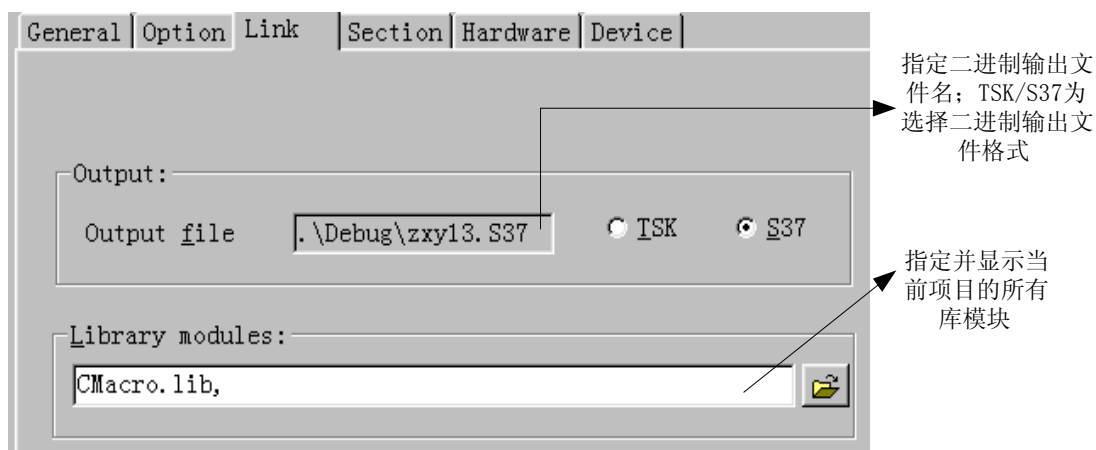 General Option Link Section Hardware Device
指定二进制输出文
件名；TSK/S37为
选择二进制输出文
件格式
Output:
Output file .\Debug\zxy13.S37 TSK S37
指定并显示当
前项目的所有
库模块
Library modules:
CMacro.lib,